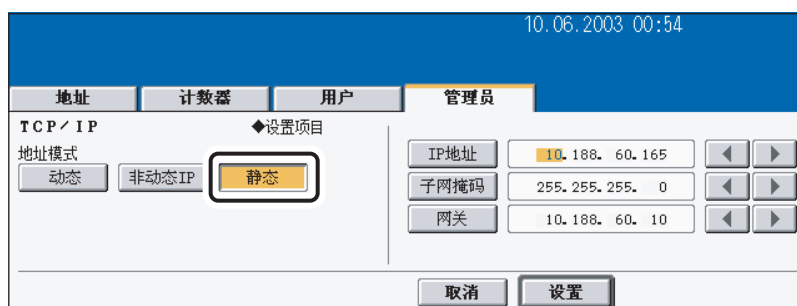 10.06.2003 00:54
地址 计数器 用户 管理员
TCP/IP ◆设置项目
地址模式
动态 非动态IP 静态
IP地址 10.188. 60.165
子网掩码 255.255.255. 0
网关 10.188. 60. 10
取消 设置